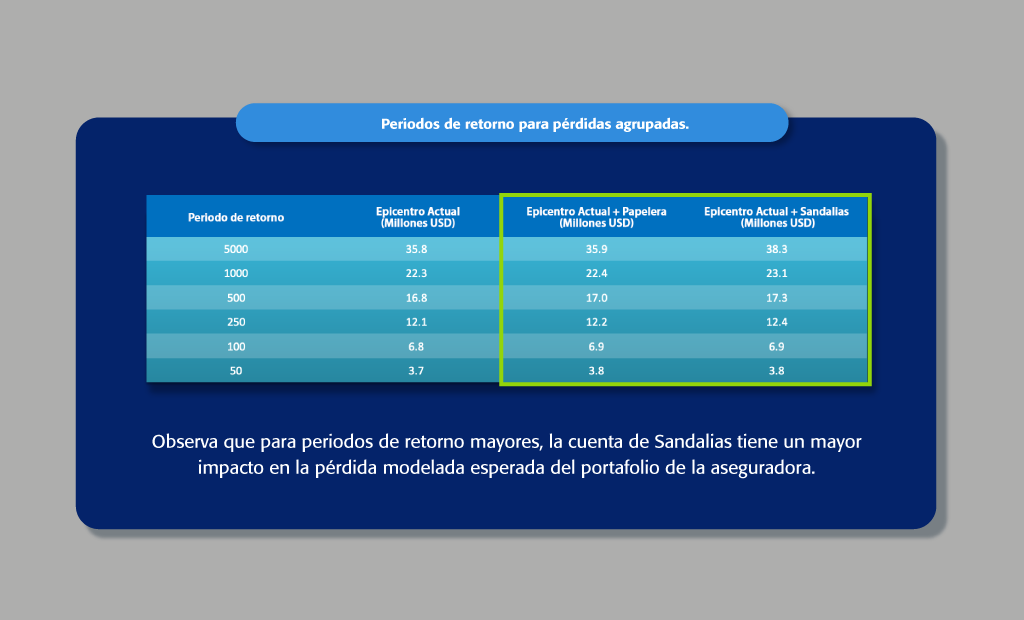 Periodos de retorno para pérdidas agrupadas.
Periodo de retorno Epicentro Actual (Millones USD) Epicentro Actual + Papelera (Millones USD) Epicentro Actual + Sandalias (Millones USD)
5000 35.8 35.9 38.3
1000 22.3 22.4 23.1
500 16.8 17.0 17.3
250 12.1 12.2 12.4
100 6.8 6.9 6.9
50 3.7 3.8 3.8
Observa que para periodos de retorno mayores, la cuenta de Sandalias tiene un mayor
impacto en la pérdida modelada esperada del portafolio de la aseguradora.